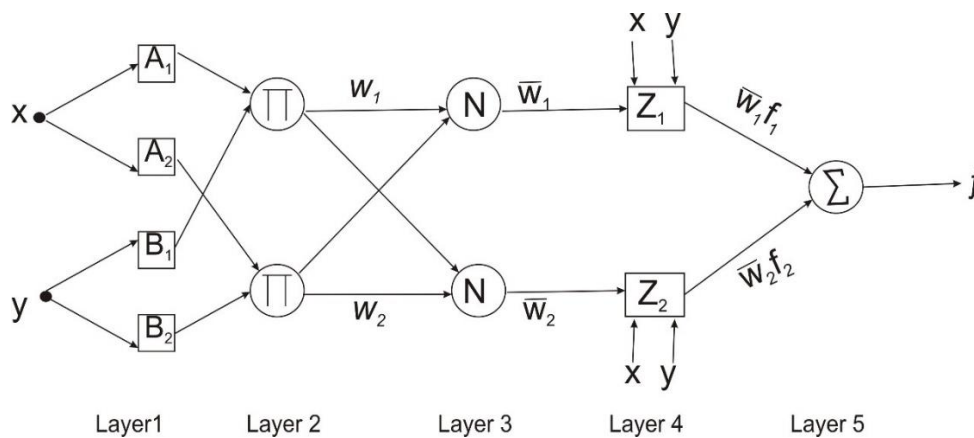 x y
A₁
w₁
w̅₁
∏
N
Z₁
w̅₁f₁
x
A₂
Σ
B₁
y
∏
w₂
N
w̅₂
Z₂
w̅₂f₂
B₂
x y
Layer1 Layer 2 Layer 3 Layer 4 Layer 5